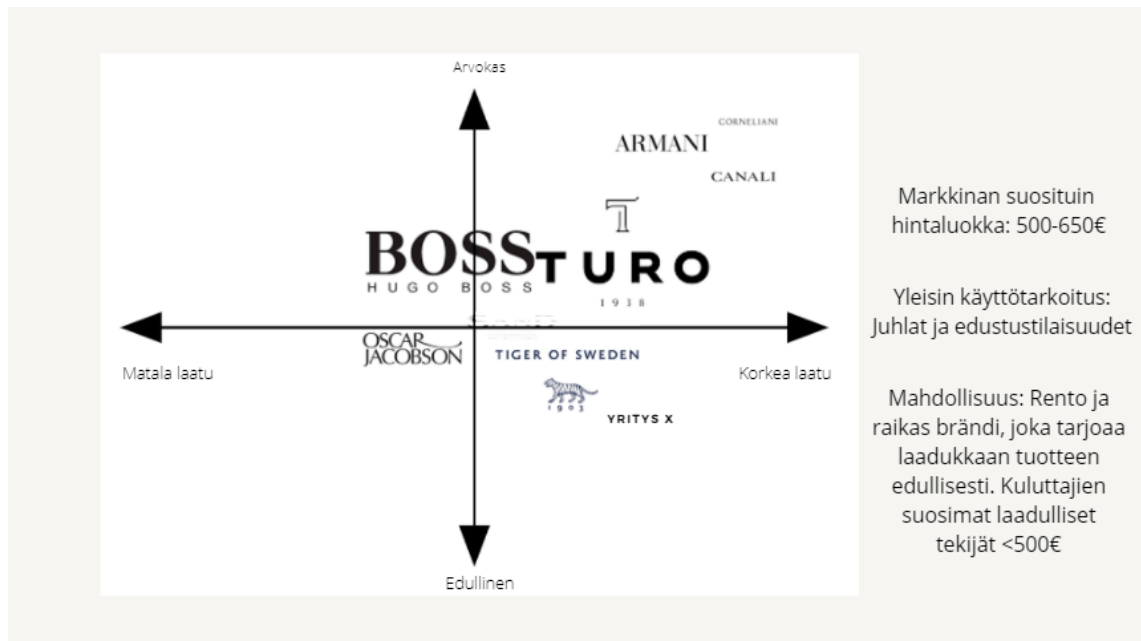 Arvokas
CORNELIANI
ARMANI
CANALI
T
BOSS
HUGO BOSS
TURO
1938
OSCAR
JACOBSON
TIGER OF SWEDEN
1903
YRITYS X
Matala laatu
Korkea laatu
Edullinen
Markkinan suosituin
hintaluokka: 500-650€
Yleisin käyttötarkoitus:
Juhlat ja edustustilaisuudet
Mahdollisuus: Rento ja
raikas brändi, joka tarjoaa
laadukkaan tuotteen
edullisesti. Kuluttajien
suosimat laadulliset
tekijät <500€